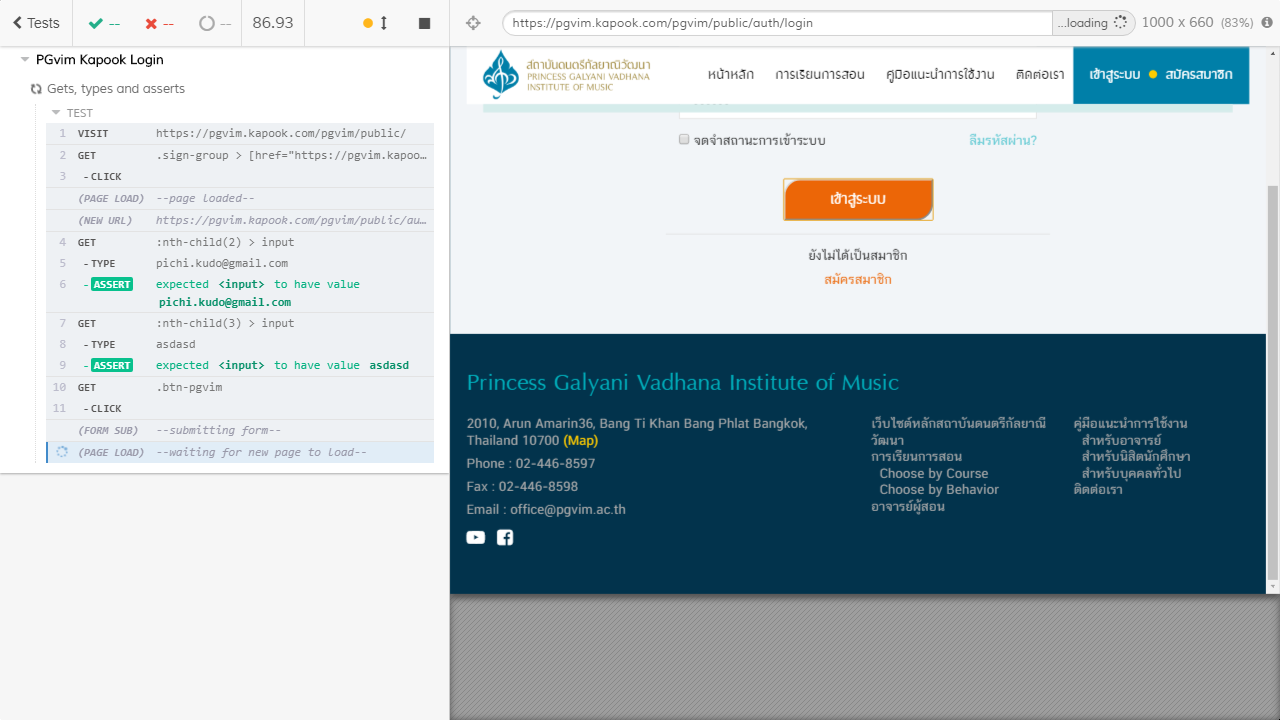 Tests
--
--
--
86.93
https://pgvim.kapook.com/pgvim/public/auth/login
...loading
1000 x 660 (83%)
PGvim Kapook Login
Gets, types and asserts
TEST
1 VISIT https://pgvim.kapook.com/pgvim/public/
2 GET .sign-group > [href="https://pgvim.kapoo…
3 -CLICK
(PAGE LOAD) --page loaded--
(NEW URL) https://pgvim.kapook.com/pgvim/public/au…
4 GET :nth-child(2) > input
5 -TYPE pichi.kudo@gmail.com
6 -ASSERT expected <input> to have value
pichi.kudo@gmail.com
7 GET :nth-child(3) > input
8 -TYPE asdasd
9 -ASSERT expected <input> to have value asdasd
10 GET .btn-pgvim
11 -CLICK
(FORM SUB) --submitting form--
(PAGE LOAD) --waiting for new page to load--
สถาบันดนตรีกัลยาณิวัฒนา
PRINCESS GALYANI VADHANA
INSTITUTE OF MUSIC
หน้าหลัก การเรียนการสอน คู่มือแนะนำการใช้งาน ติดต่อเรา เข้าสู่ระบบ สมัครสมาชิก
จดจำสถานะการเข้าระบบ ลืมรหัสผ่าน?
เข้าสู่ระบบ
ยังไม่ได้เป็นสมาชิก
สมัครสมาชิก
Princess Galyani Vadhana Institute of Music
2010, Arun Amarin36, Bang Ti Khan Bang Phlat Bangkok,
Thailand 10700 (Map)
Phone : 02-446-8597
Fax : 02-446-8598
Email : office@pgvim.ac.th
เว็บไซต์หลักสถาบันดนตรีกัลยาณิ
วัฒนา
การเรียนการสอน
Choose by Course
Choose by Behavior
อาจารย์ผู้สอน
คู่มือแนะนำการใช้งาน
สำหรับอาจารย์
สำหรับนิสิตนักศึกษา
สำหรับบุคคลทั่วไป
ติดต่อเรา